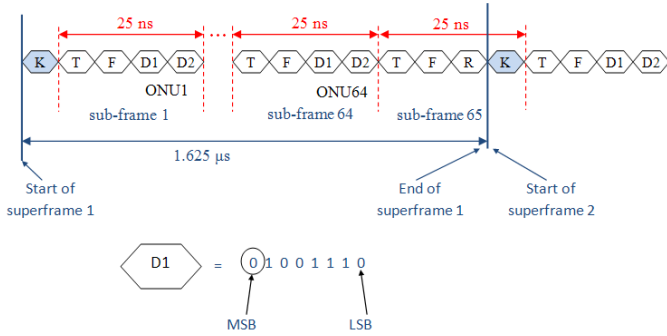 25 ns ... 25 ns 25 ns
K T F D1 D2 T F D1 D2 T F R K T F D1 D2
ONU1 ONU64
sub-frame 1 sub-frame 64 sub-frame 65
1.625 µs
Start of superframe 1
End of superframe 1
Start of superframe 2
D1 = 0 1 0 0 1 1 1 0
MSB LSB